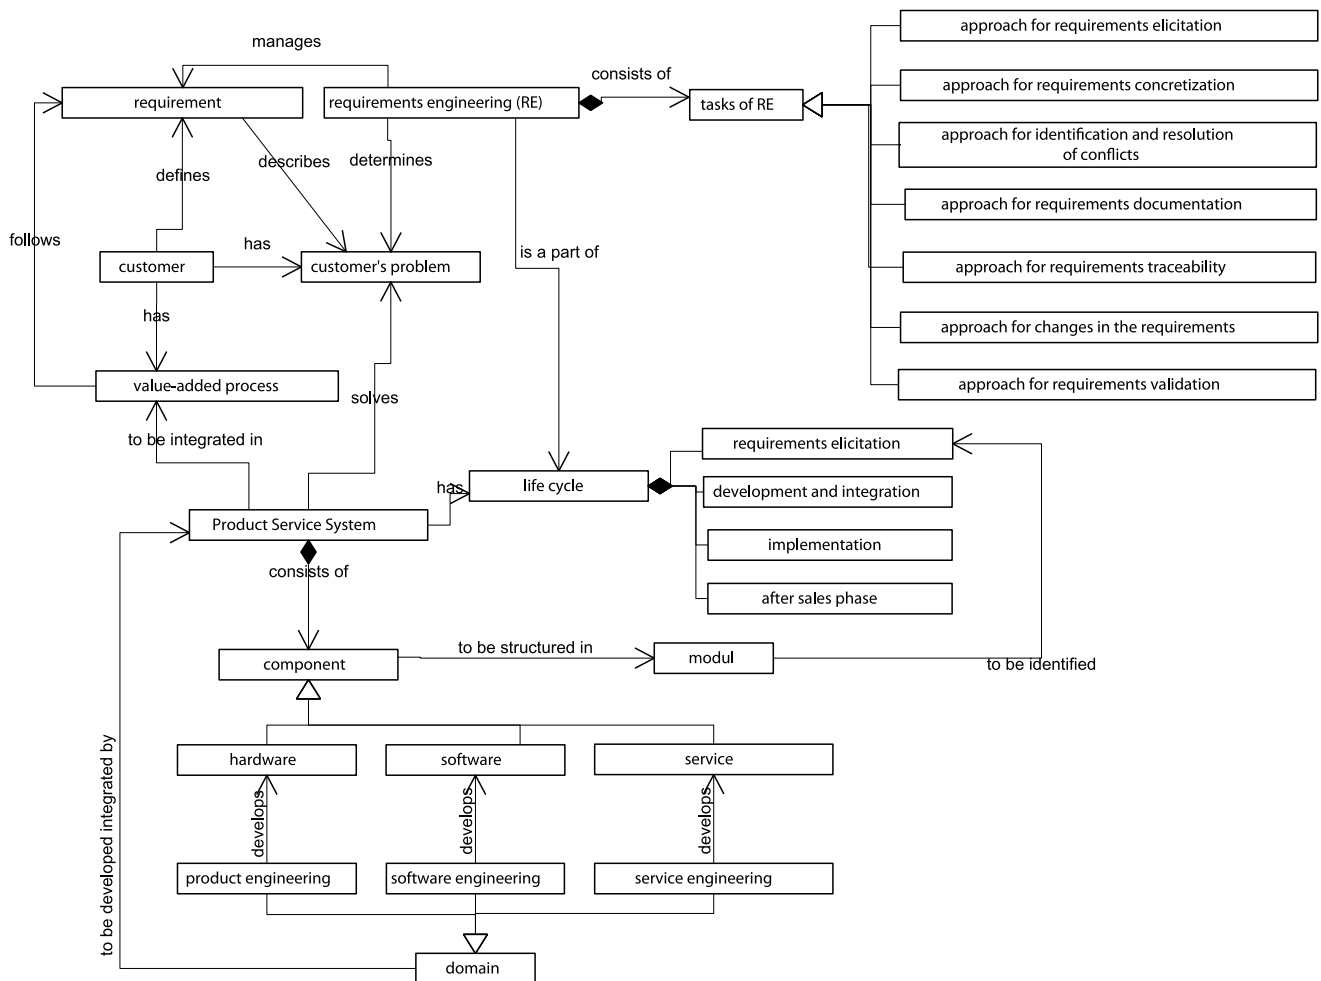 manages
requirement
requirements engineering (RE)
consists of
tasks of RE
approach for requirements elicitation
approach for requirements concretization
approach for identification and resolution
of conflicts
approach for requirements documentation
approach for requirements traceability
approach for changes in the requirements
approach for requirements validation
describes
determines
defines
follows
has
is a part of
customer
customer's problem
has
value-added process
solves
to be integrated in
requirements elicitation
has
life cycle
development and integration
Product Service System
implementation
consists of
after sales phase
component
to be structured in
modul
to be identified
hardware
software
service
to be developed integrated by
develops
develops
develops
product engineering
software engineering
service engineering
domain